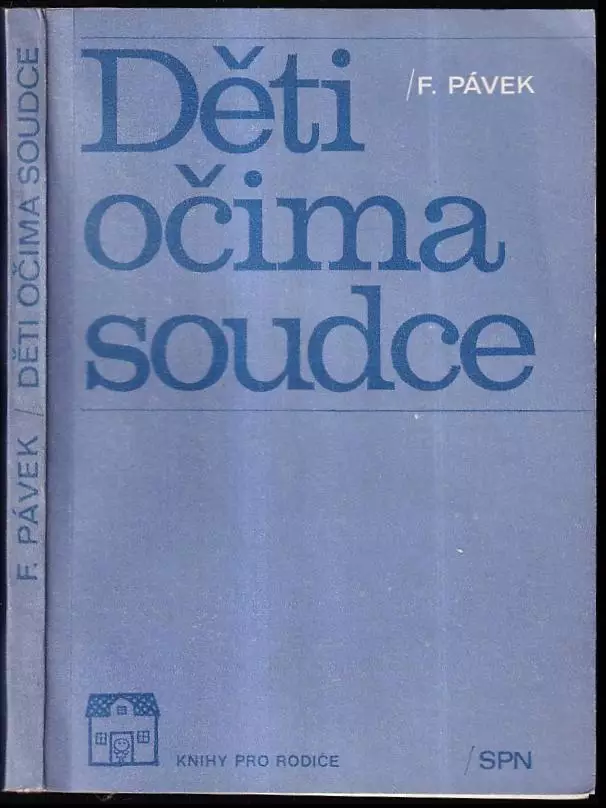 F. PÁVEK / DĚTI OČIMA SOUDCE
Děti
/F. PÁVEK
očima
soudce
KNIHY PRO RODIČE
/SPN